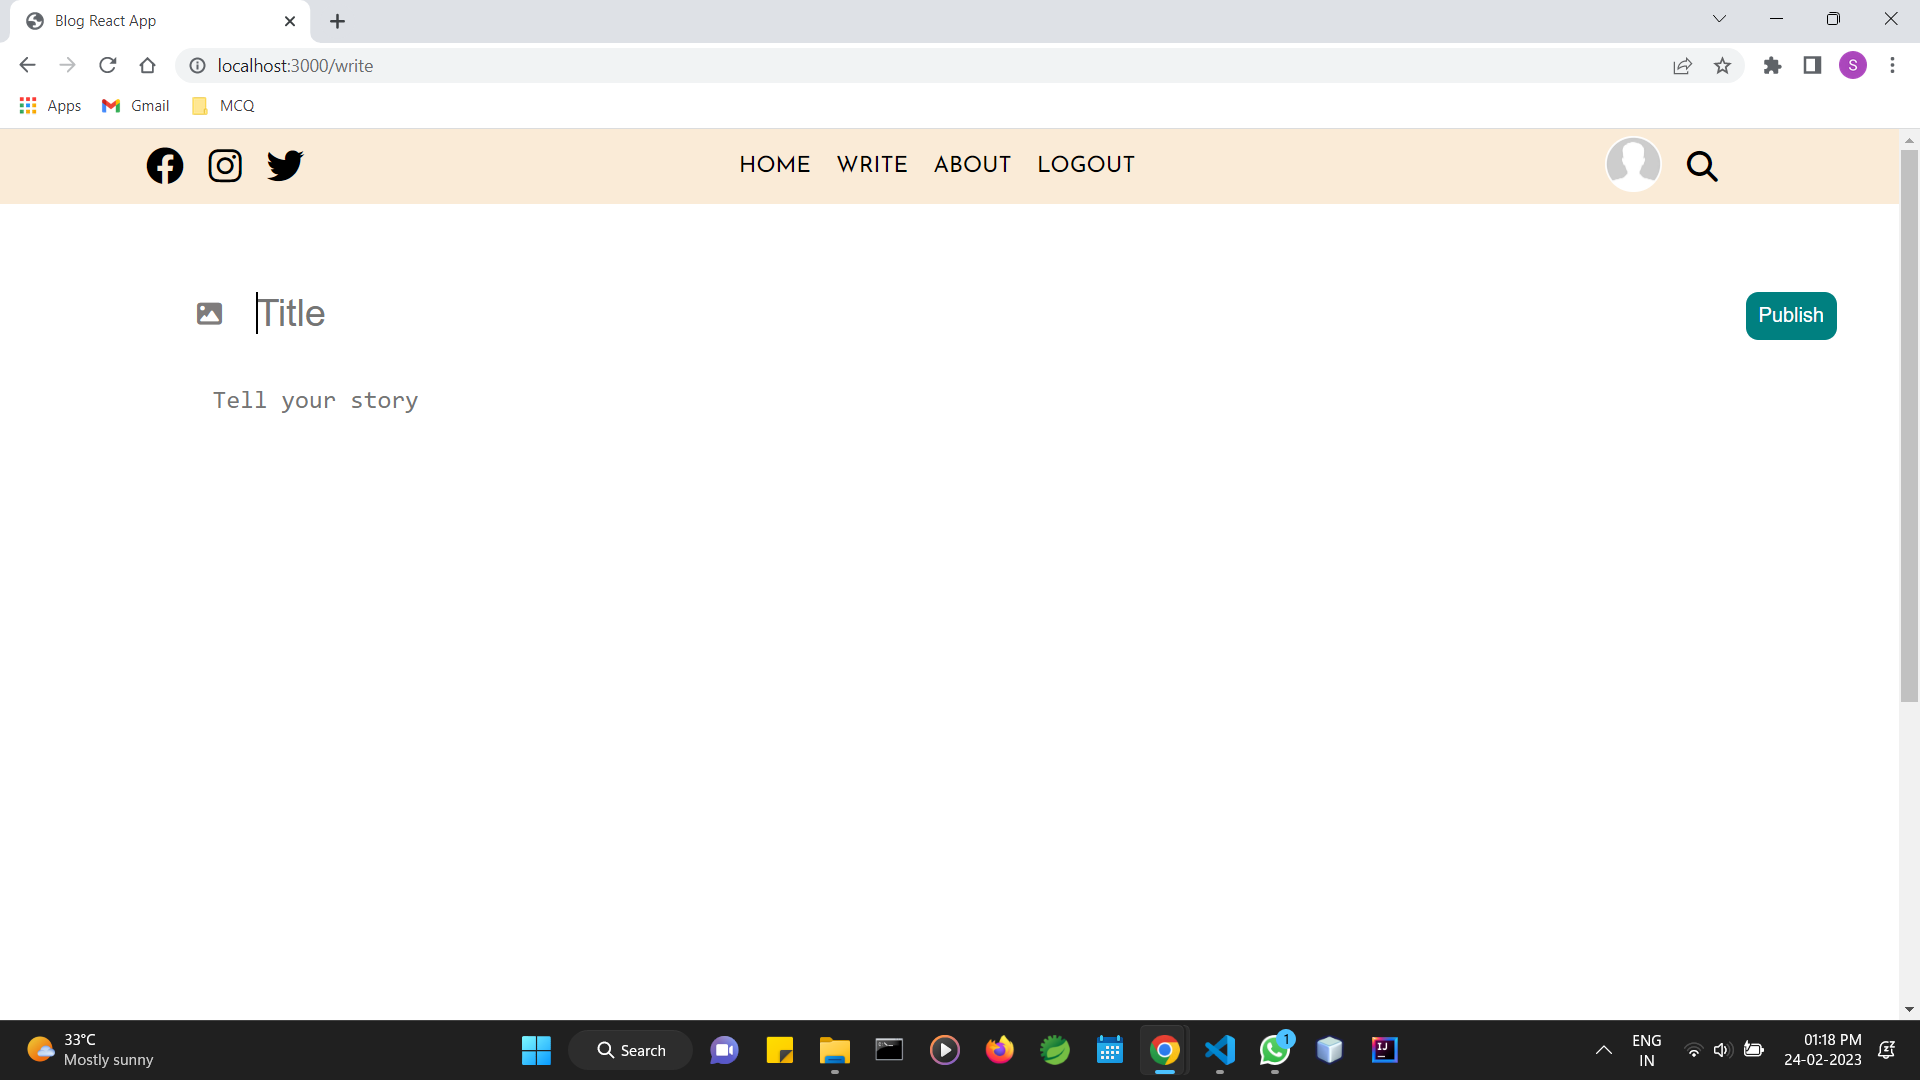 Blog React App
localhost:3000/write
S
Apps Gmail MCQ
HOME WRITE ABOUT LOGOUT
Title
Publish
Tell your story
33°C
Mostly sunny
Search
1
IJ
ENG
IN
01:18 PM
24-02-2023